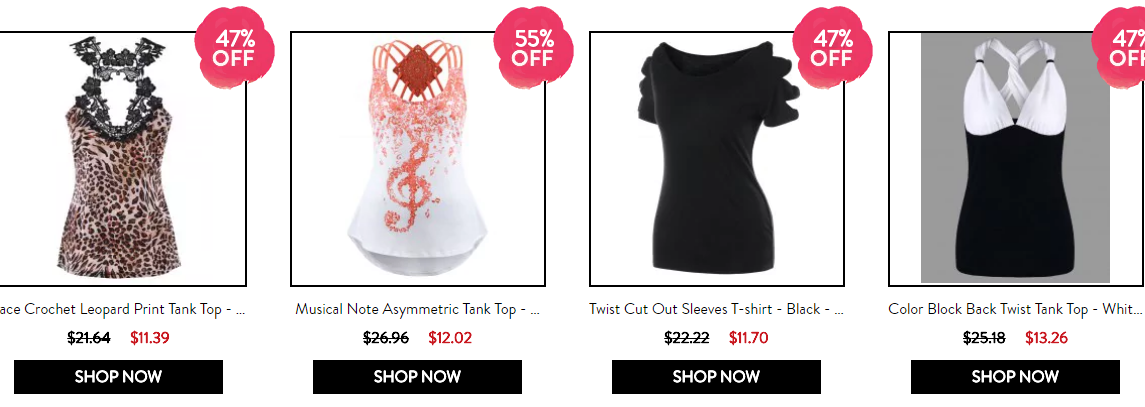 47%
OFF
55%
OFF
47%
OFF
47%
OFF
ace Crochet Leopard Print Tank Top - ...
Musical Note Asymmetric Tank Top - ...
Twist Cut Out Sleeves T-shirt - Black - ...
Color Block Back Twist Tank Top - Whit...
$21.64 $11.39
$26.96 $12.02
$22.22 $11.70
$25.18 $13.26
SHOP NOW
SHOP NOW
SHOP NOW
SHOP NOW